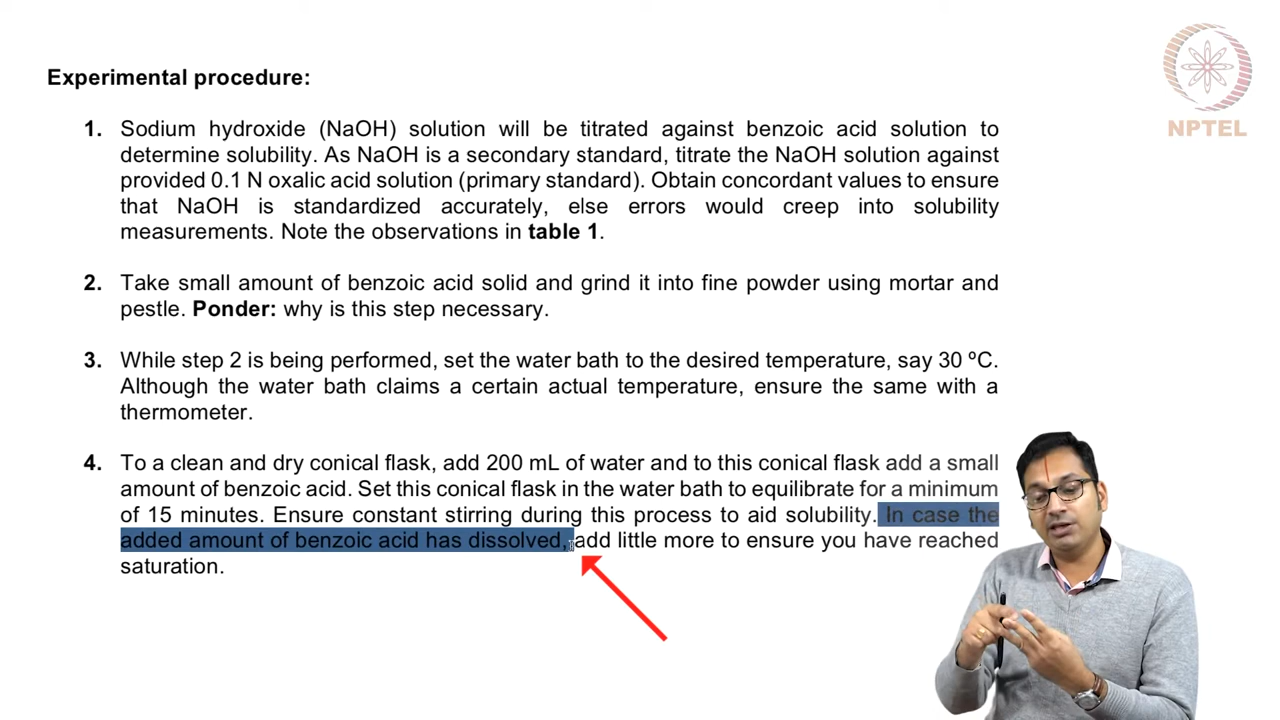 NPTEL
Experimental procedure:
1. Sodium hydroxide (NaOH) solution will be titrated against benzoic acid solution to
determine solubility. As NaOH is a secondary standard, titrate the NaOH solution against
provided 0.1 N oxalic acid solution (primary standard). Obtain concordant values to ensure
that NaOH is standardized accurately, else errors would creep into solubility
measurements. Note the observations in table 1.
2. Take small amount of benzoic acid solid and grind it into fine powder using mortar and
pestle. Ponder: why is this step necessary.
3. While step 2 is being performed, set the water bath to the desired temperature, say 30 ºC.
Although the water bath claims a certain actual temperature, ensure the same with a
thermometer.
4. To a clean and dry conical flask, add 200 mL of water and to this conical flask add a small
amount of benzoic acid. Set this conical flask in the water bath to equilibrate for a minimum
of 15 minutes. Ensure constant stirring during this process to aid solubility. In case the
added amount of benzoic acid has dissolved, add little more to ensure you have reached
saturation.